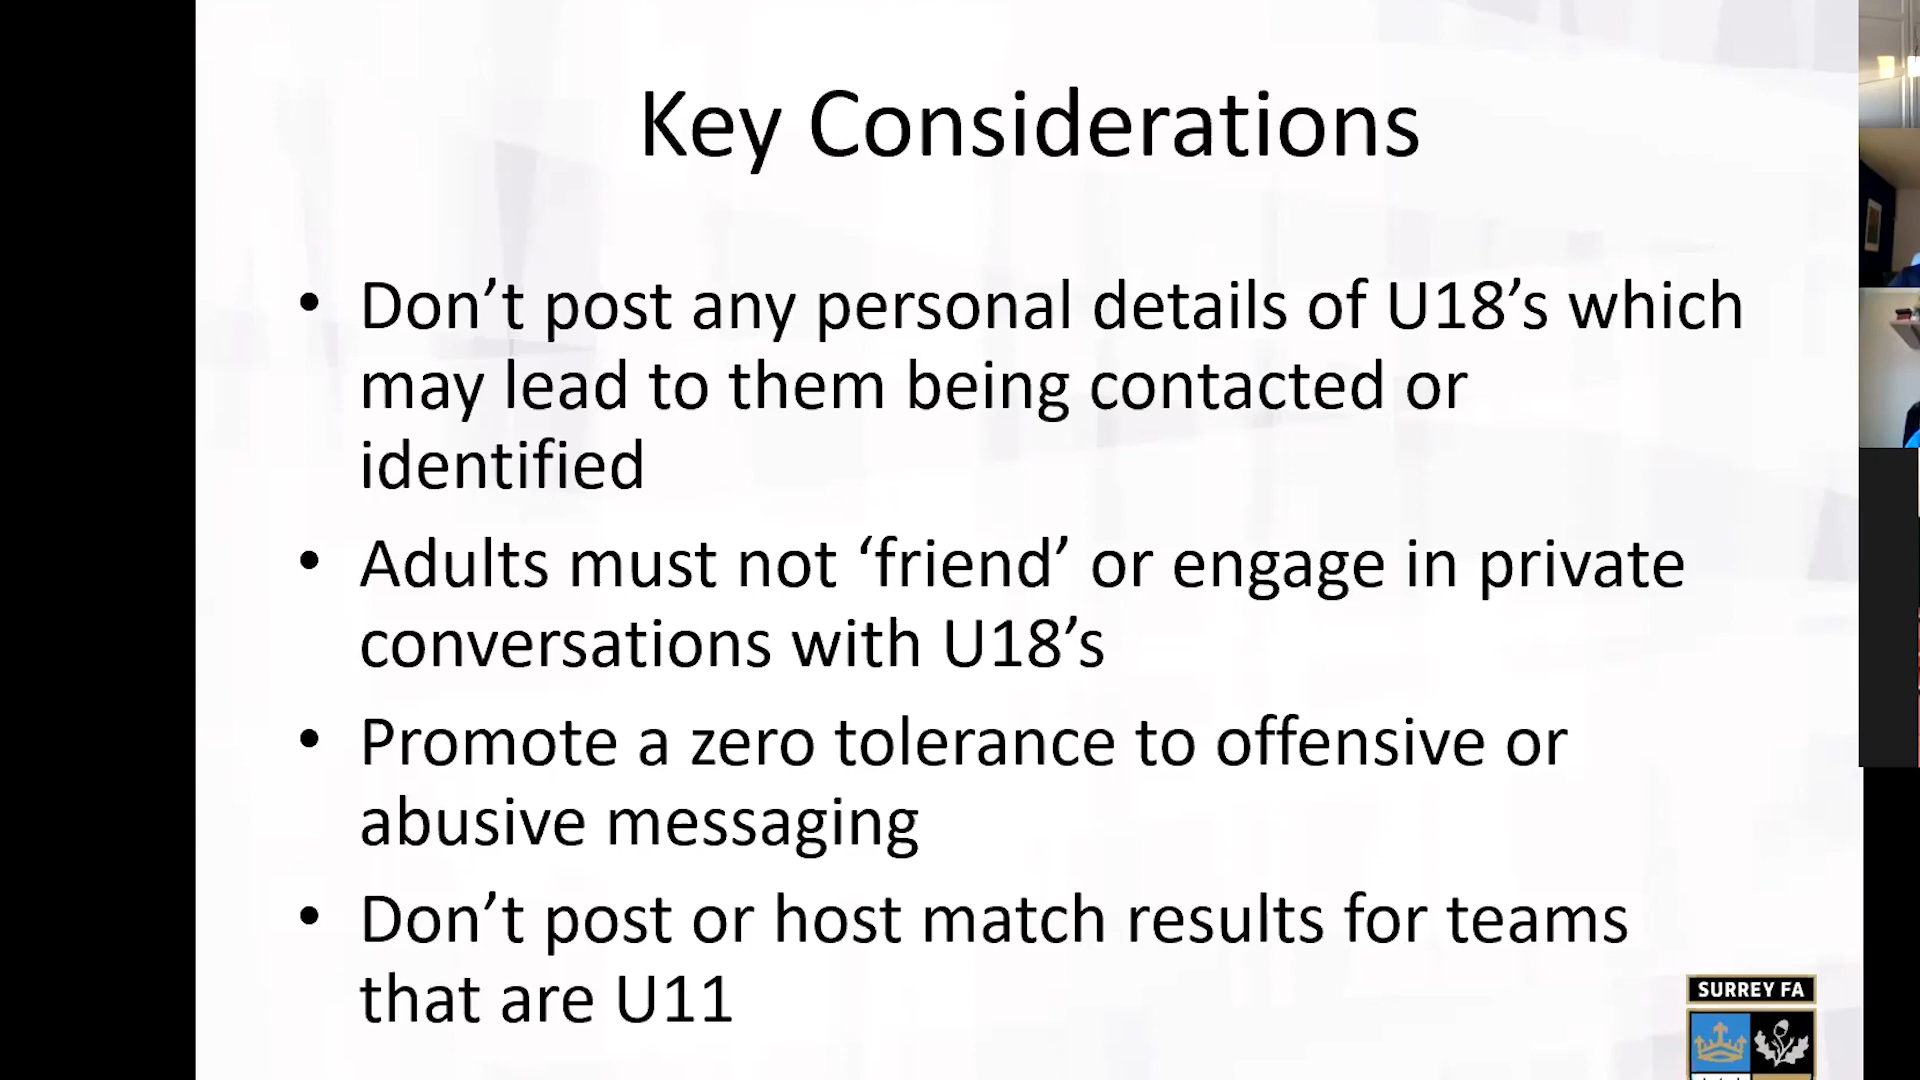 Key Considerations
• Don’t post any personal details of U18’s which
may lead to them being contacted or
identified
• Adults must not ‘friend’ or engage in private
conversations with U18’s
• Promote a zero tolerance to offensive or
abusive messaging
• Don’t post or host match results for teams
that are U11
SURREY FA